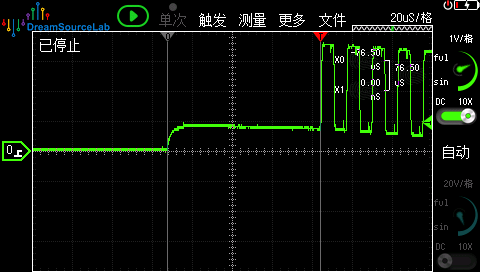 DreamSourceLab
单次 触发 测量 更多 文件 20uS/格
已停止
X0 -76.50 uS 76.50 uS
X1 0.00 uS
0
1V/格
ful
sin
DC 10X
自动
20V/格
ful
sin
DC 10X